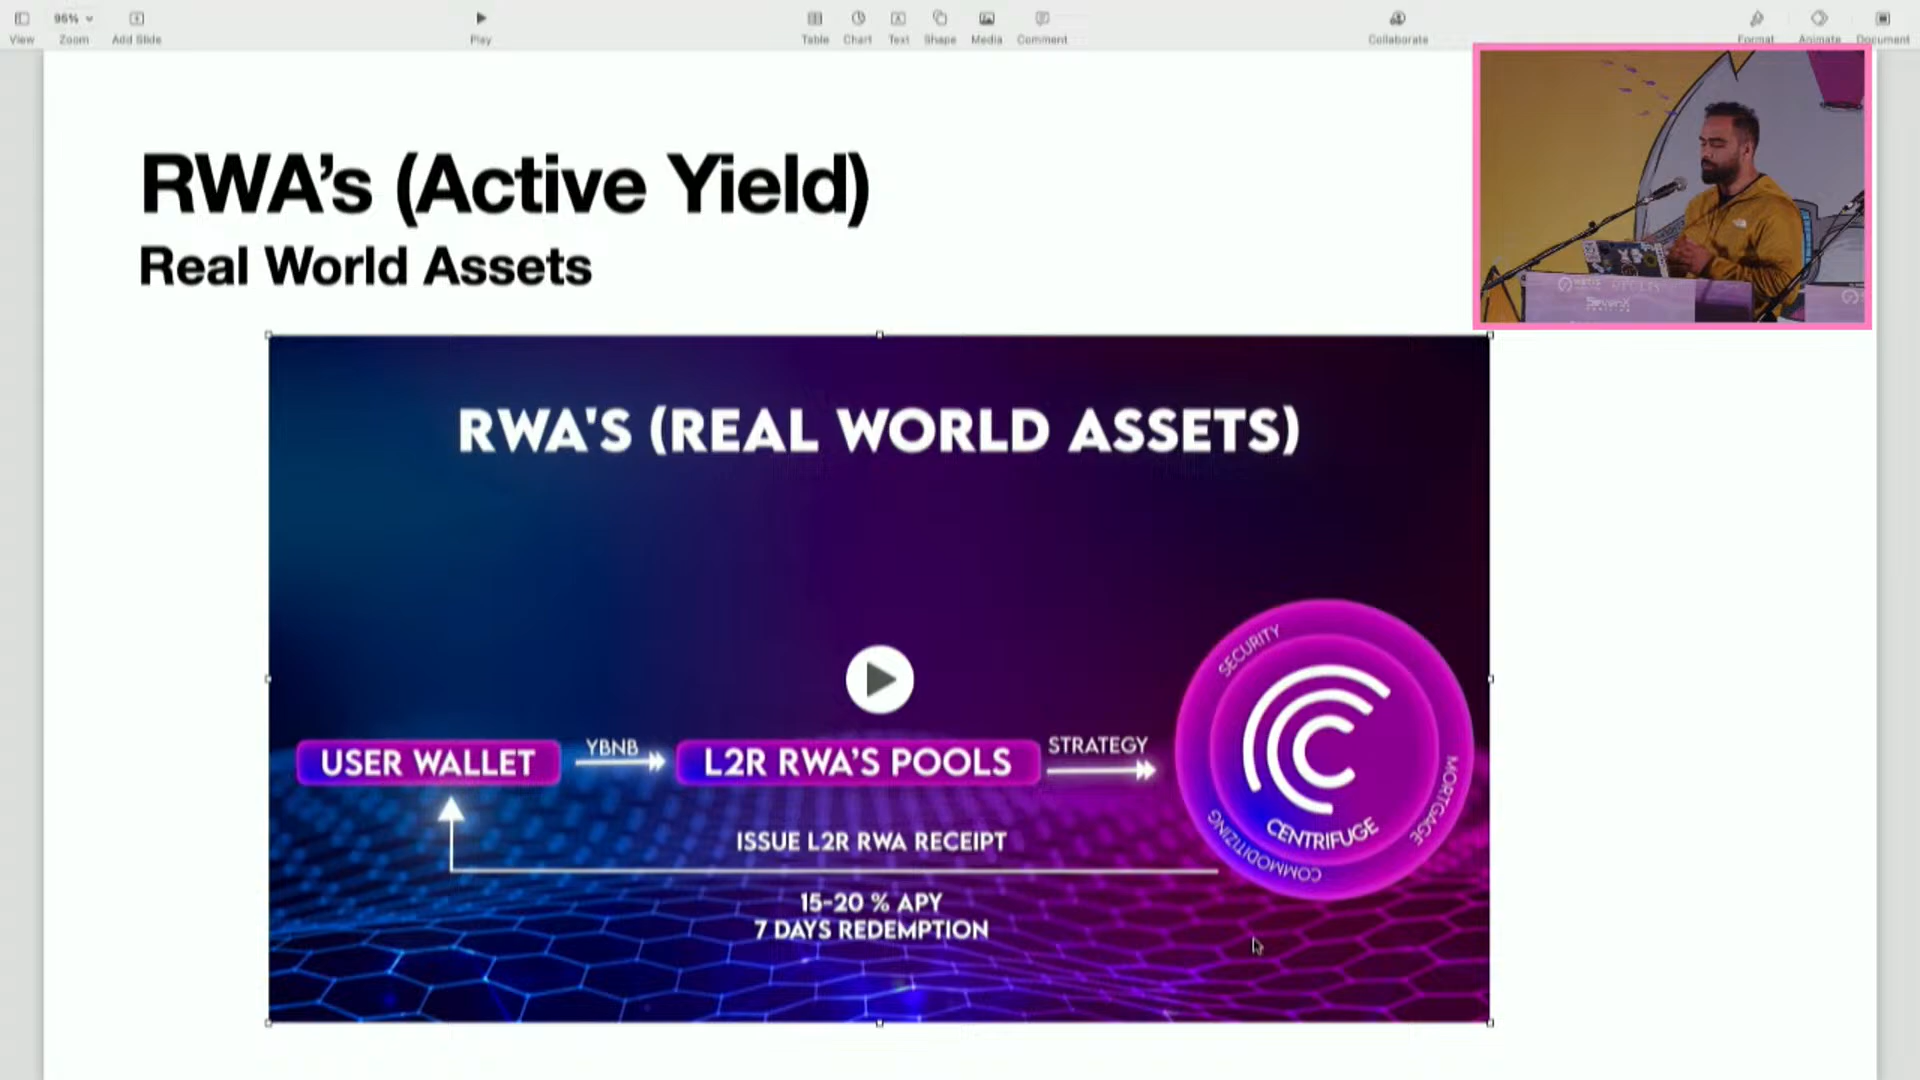 96%
View
Zoom
Add Slide
Play
Table
Chart
Text
Shape
Media
Comment
Collaborate
Format
Animate
Document
RWA's (Active Yield)
Real World Assets
RWA'S (REAL WORLD ASSETS)
SECURITY
MORTGAGE
COMMODITIZING
CENTRIFUGE
USER WALLET
YBNB
L2R RWA'S POOLS
STRATEGY
ISSUE L2R RWA RECEIPT
15-20 % APY
7 DAYS REDEMPTION
SevenX